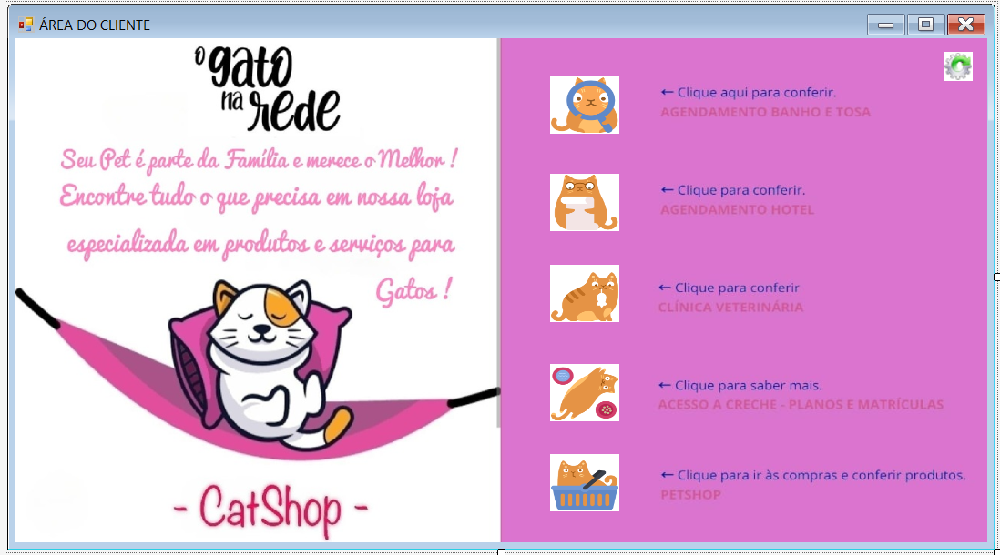 ÁREA DO CLIENTE
o gato
na rede
Seu Pet é parte da Família e merece o Melhor !
Encontre tudo o que precisa em nossa loja
especializada em produtos e serviços para
Gatos !
- CatShop -
← Clique aqui para conferir.
AGENDAMENTO BANHO E TOSA
← Clique para conferir.
AGENDAMENTO HOTEL
← Clique para conferir
CLÍNICA VETERINÁRIA
← Clique para saber mais.
ACESSO A CRECHE - PLANOS E MATRÍCULAS
← Clique para ir às compras e conferir produtos.
PETSHOP